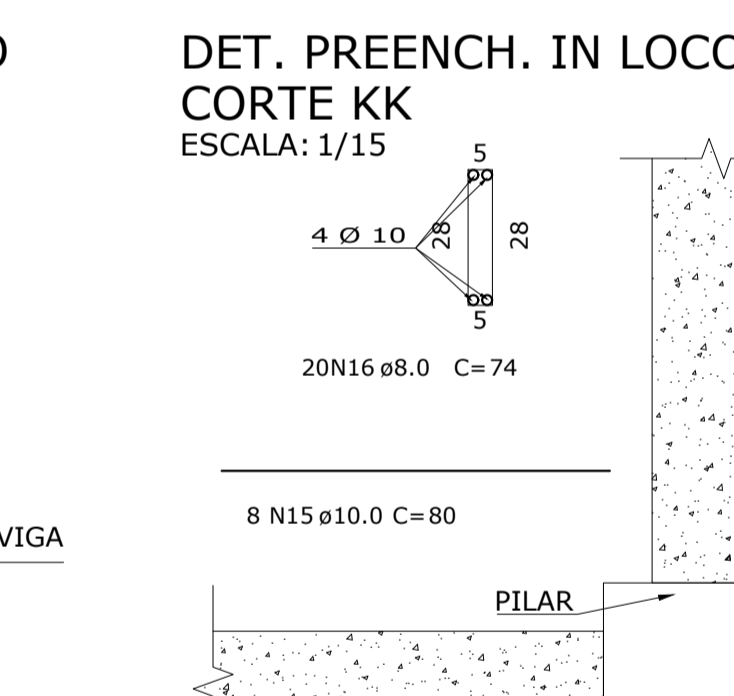 DET. PREENCH. IN LOCO
CORTE KK
ESCALA: 1/15
5
4 Ø 10
28
28
5
20N16 ø8.0 C=74
8 N15 ø10.0 C=80
VIGA
PILAR